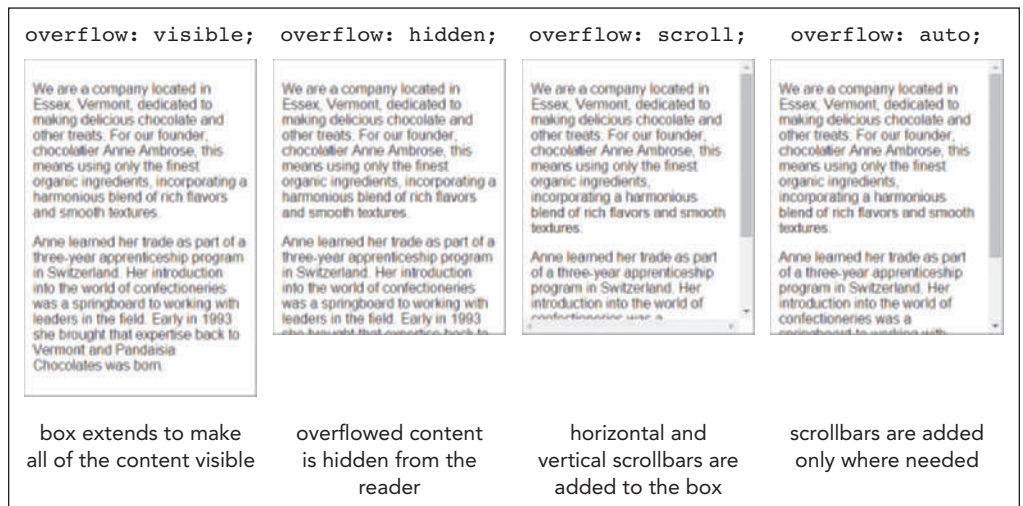 overflow: visible;
We are a company located in
Essex, Vermont, dedicated to
making delicious chocolate and
other treats. For our founder,
chocolatier Anne Ambrose, this
means using only the finest
organic ingredients, incorporating a
harmonious blend of rich flavors
and smooth textures.
Anne learned her trade as part of a
three-year apprenticeship program
in Switzerland. Her introduction
into the world of confectioneries
was a springboard to working with
leaders in the field. Early in 1993
she brought that expertise back to
Vermont and Pandaisia
Chocolates was born.
box extends to make
all of the content visible
overflow: hidden;
We are a company located in
Essex, Vermont, dedicated to
making delicious chocolate and
other treats. For our founder,
chocolatier Anne Ambrose, this
means using only the finest
organic ingredients, incorporating a
harmonious blend of rich flavors
and smooth textures.
Anne learned her trade as part of a
three-year apprenticeship program
in Switzerland. Her introduction
into the world of confectioneries
was a springboard to working with
leaders in the field. Early in 1993
she brought that expertise back to
overflowed content
is hidden from the
reader
overflow: scroll;
We are a company located in
Essex, Vermont, dedicated to
making delicious chocolate and
other treats. For our founder,
chocolatier Anne Ambrose, this
means using only the finest
organic ingredients,
incorporating a harmonious
blend of rich flavors and smooth
textures.
Anne learned her trade as part
of a three-year apprenticeship
program in Switzerland. Her
introduction into the world of
confectioneries was a
horizontal and
vertical scrollbars are
added to the box
overflow: auto;
We are a company located in
Essex, Vermont, dedicated to
making delicious chocolate and
other treats. For our founder,
chocolatier Anne Ambrose, this
means using only the finest
organic ingredients,
incorporating a harmonious
blend of rich flavors and smooth
textures.
Anne learned her trade as part
of a three-year apprenticeship
program in Switzerland. Her
introduction into the world of
confectioneries was a
springboard to working with
scrollbars are added
only where needed